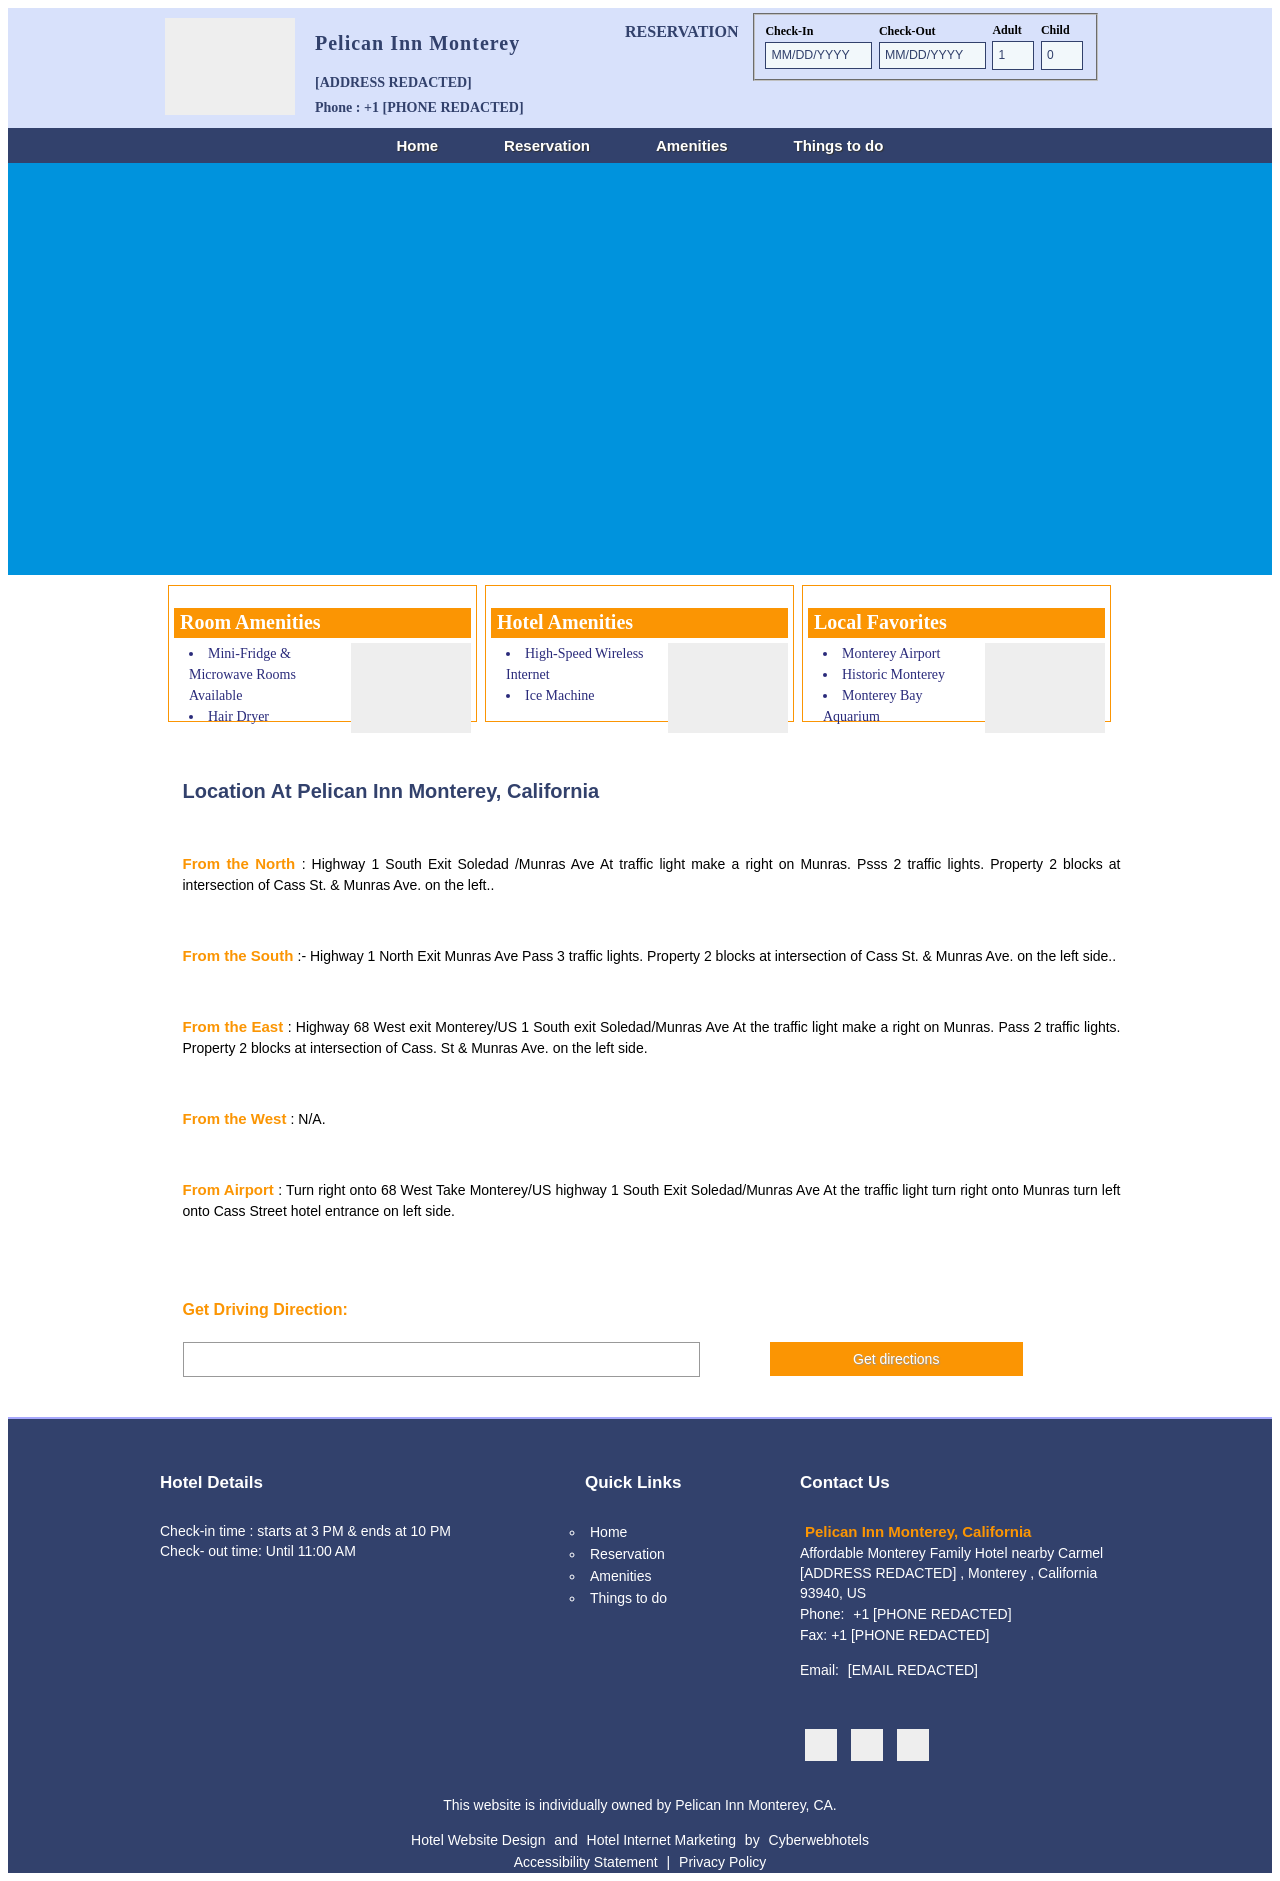 Pelican Inn Monterey
[ADDRESS REDACTED]
Phone : +1 [PHONE REDACTED]
RESERVATION
Check-In Check-Out Adult Child
MM/DD/YYYY MM/DD/YYYY 1 0
Home Reservation Amenities Things to do
Room Amenities
Mini-Fridge &
Microwave Rooms
Available
Hair Dryer
Hotel Amenities
High-Speed Wireless
Internet
Ice Machine
Local Favorites
Monterey Airport
Historic Monterey
Monterey Bay
Aquarium
Location At Pelican Inn Monterey, California
From the North : Highway 1 South Exit Soledad /Munras Ave At traffic light make a right on Munras. Psss 2 traffic lights. Property 2 blocks at
intersection of Cass St. & Munras Ave. on the left..
From the South :- Highway 1 North Exit Munras Ave Pass 3 traffic lights. Property 2 blocks at intersection of Cass St. & Munras Ave. on the left side..
From the East : Highway 68 West exit Monterey/US 1 South exit Soledad/Munras Ave At the traffic light make a right on Munras. Pass 2 traffic lights.
Property 2 blocks at intersection of Cass. St & Munras Ave. on the left side.
From the West : N/A.
From Airport : Turn right onto 68 West Take Monterey/US highway 1 South Exit Soledad/Munras Ave At the traffic light turn right onto Munras turn left
onto Cass Street hotel entrance on left side.
Get Driving Direction:
Get directions
Hotel Details
Check-in time : starts at 3 PM & ends at 10 PM
Check- out time: Until 11:00 AM
Quick Links
Home
Reservation
Amenities
Things to do
Contact Us
Pelican Inn Monterey, California
Affordable Monterey Family Hotel nearby Carmel
[ADDRESS REDACTED] , Monterey , California
93940, US
Phone: +1 [PHONE REDACTED]
Fax: +1 [PHONE REDACTED]
Email: [EMAIL REDACTED]
This website is individually owned by Pelican Inn Monterey, CA.
Hotel Website Design and Hotel Internet Marketing by Cyberwebhotels
Accessibility Statement | Privacy Policy